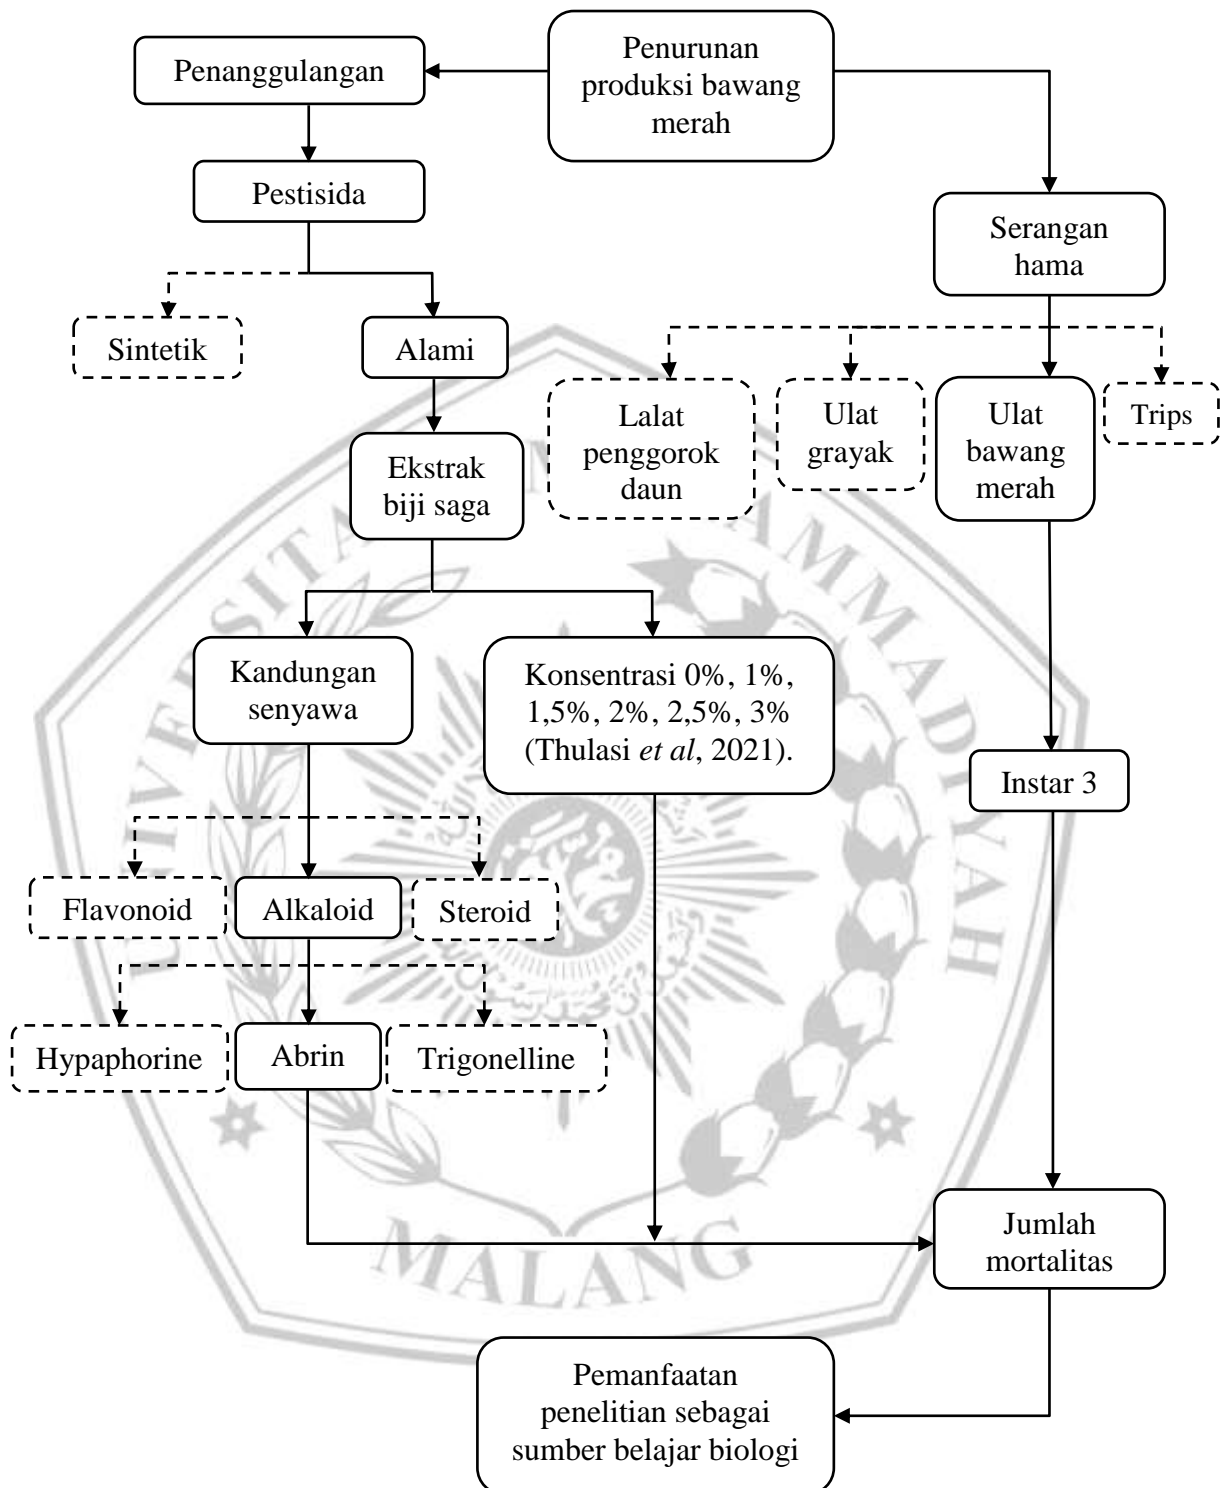 Penurunan
produksi bawang
merah
Penanggulangan
Pestisida
Serangan
hama
Sintetik
Alami
Lalat
penggorok
daun
Ulat
grayak
Ulat
bawang
merah
Trips
Ekstrak
biji saga
Kandungan
senyawa
Konsentrasi 0%, 1%,
1,5%, 2%, 2,5%, 3%
(Thulasi et al, 2021).
Instar 3
Flavonoid
Alkaloid
Steroid
Hypaphorine
Abrin
Trigonelline
Jumlah
mortalitas
Pemanfaatan
penelitian sebagai
sumber belajar biologi
MALANG